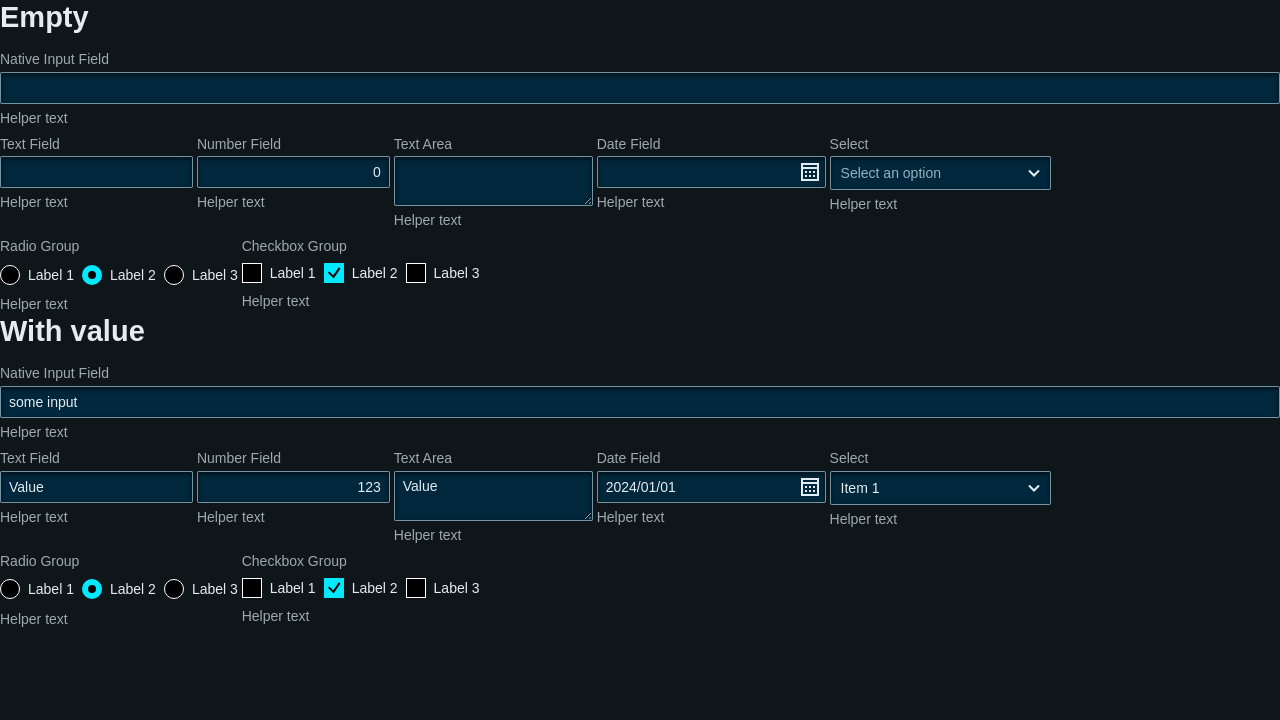 Empty
Native Input Field
Helper text
Text Field Number Field Text Area Date Field Select
0 Select an option
Helper text Helper text Helper text Helper text Helper text
Radio Group Checkbox Group
Label 1 Label 2 Label 3 Label 1 Label 2 Label 3
Helper text Helper text
With value
Native Input Field
some input
Helper text
Text Field Number Field Text Area Date Field Select
Value 123 Value 2024/01/01 Item 1
Helper text Helper text Helper text Helper text Helper text
Radio Group Checkbox Group
Label 1 Label 2 Label 3 Label 1 Label 2 Label 3
Helper text Helper text